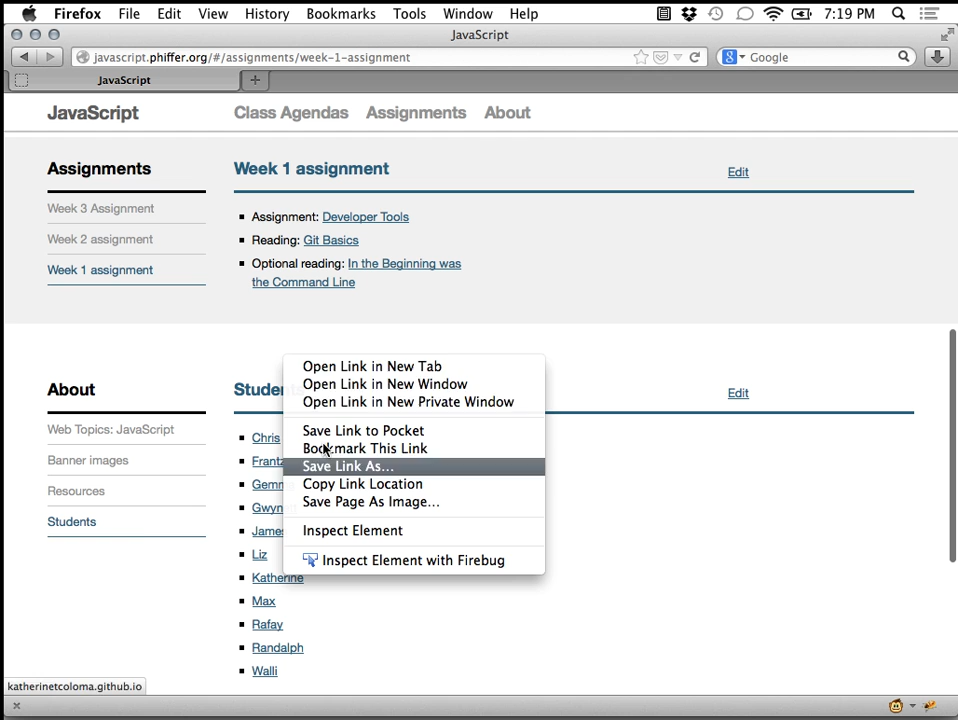 Firefox File Edit View History Bookmarks Tools Window Help 7:19 PM
JavaScript
javascript.phiffer.org/#/assignments/week-1-assignment Google
JavaScript
JavaScript Class Agendas Assignments About
Assignments
Week 3 Assignment
Week 2 assignment
Week 1 assignment
Week 1 assignment Edit
Assignment: Developer Tools
Reading: Git Basics
Optional reading: In the Beginning was
the Command Line
About
Web Topics: JavaScript
Banner images
Resources
Students
Edit
Chris
James
Liz
Katherine
Max
Rafay
Randalph
Walli
Open Link in New Tab
Open Link in New Window
Open Link in New Private Window
Save Link to Pocket
Bookmark This Link
Save Link As...
Copy Link Location
Save Page As Image...
Inspect Element
Inspect Element with Firebug
katherinetcoloma.github.io